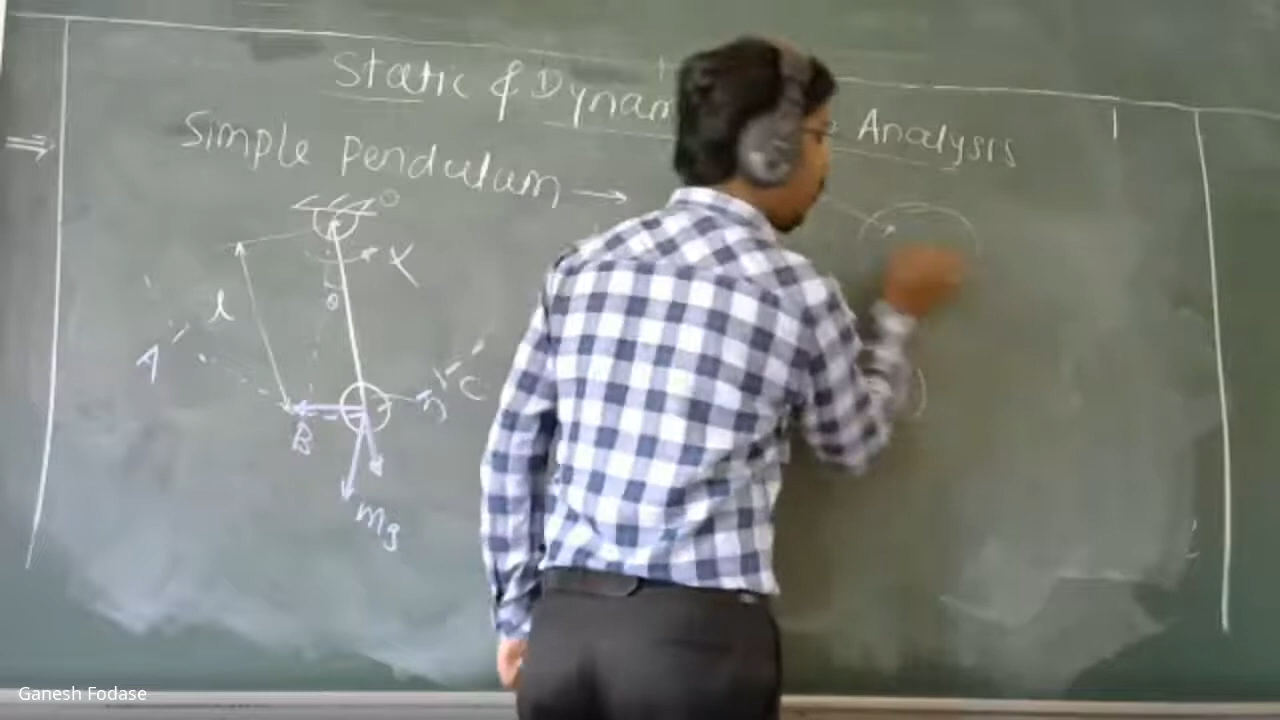 Static & Dynam Analysis
Simple Pendulum →
O
l
θ
A
B
C
mg
Ganesh Fodase